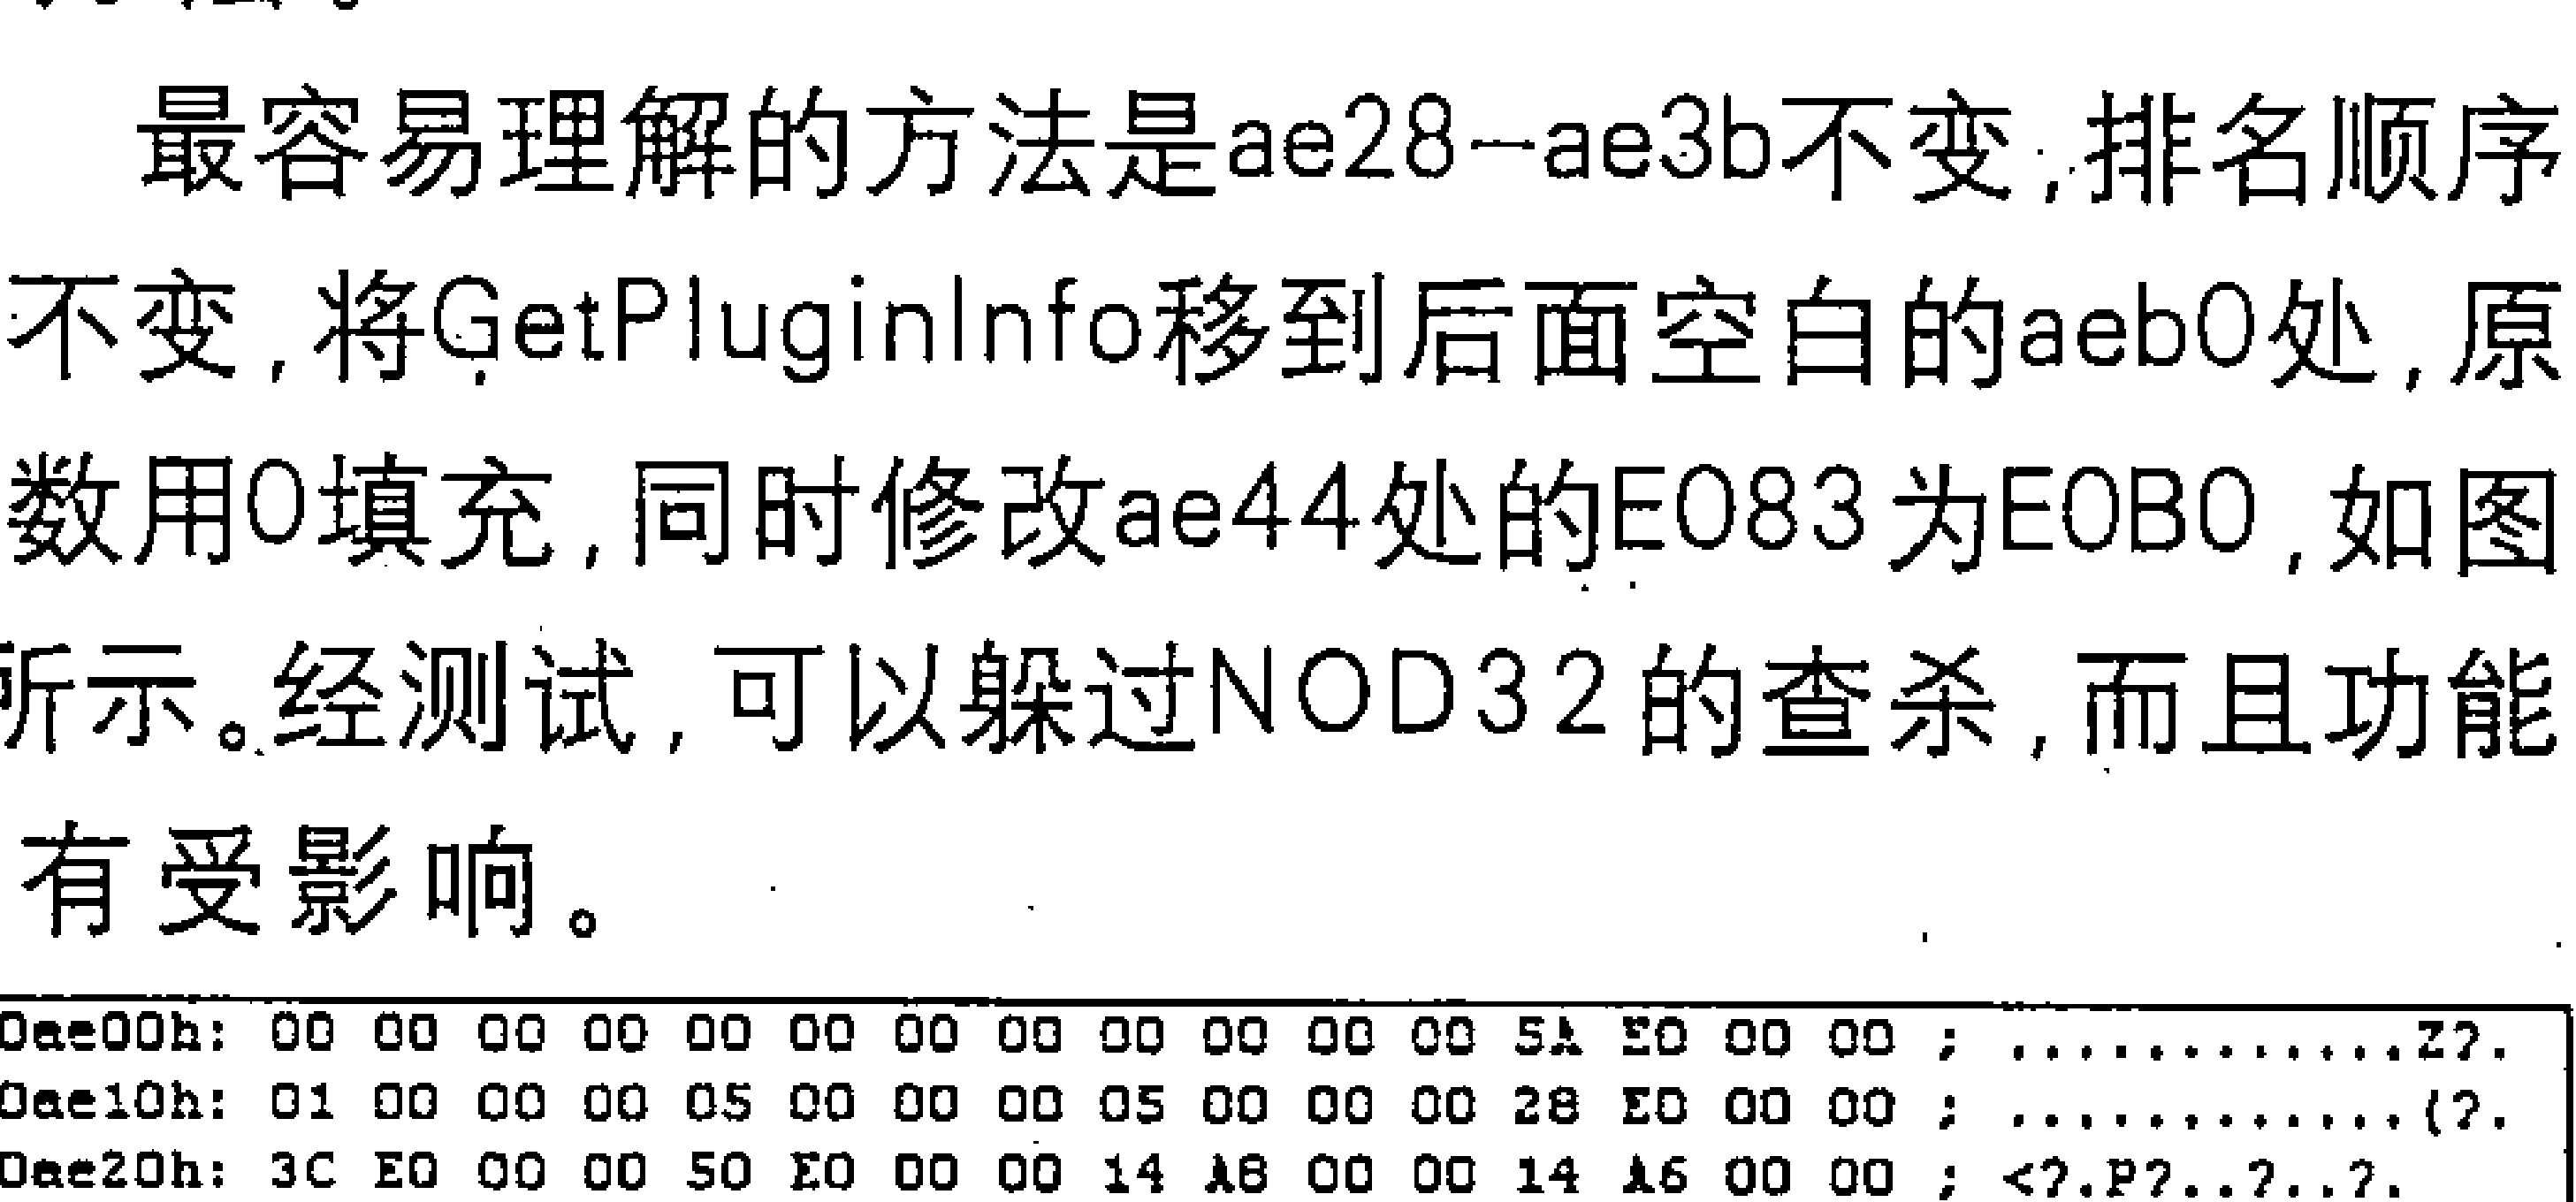 最容易理解的方法是ae28-ae3b不变,排名顺序
不变,将GetPluginInfo移到后面空白的aeb0处,原
数用0填充,同时修改ae44处的E083为E0B0,如图
所示。经测试,可以躲过NOD32的查杀,而且功能
有受影响。
0ae00h: 00 00 00 00 00 00 00 00 00 00 00 00 5A E0 00 00 ; ............Z?.
0ae10h: 01 00 00 00 05 00 00 00 05 00 00 00 28 E0 00 00 ; ............(?.
0ae20h: 3C E0 00 00 50 E0 00 00 14 A8 00 00 14 A6 00 00 ; <?.P?..?..?.